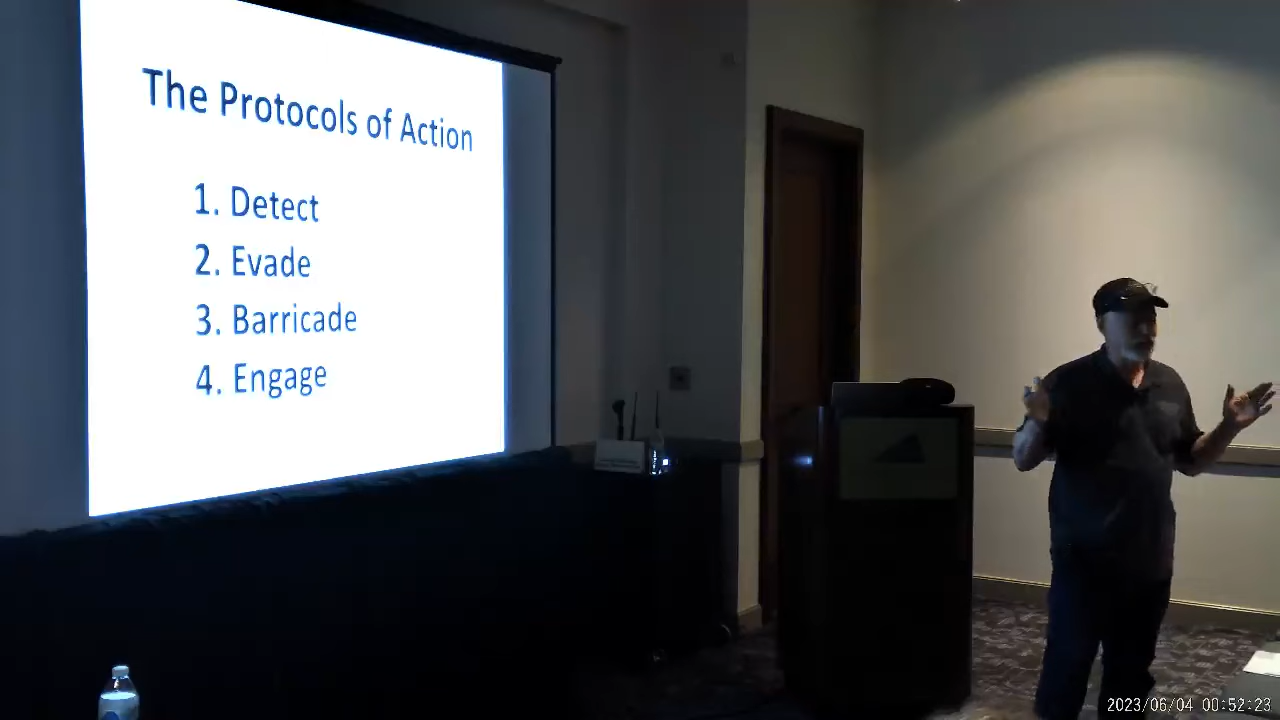 The Protocols of Action
1. Detect
2. Evade
3. Barricade
4. Engage
2023/06/04 00:52:23